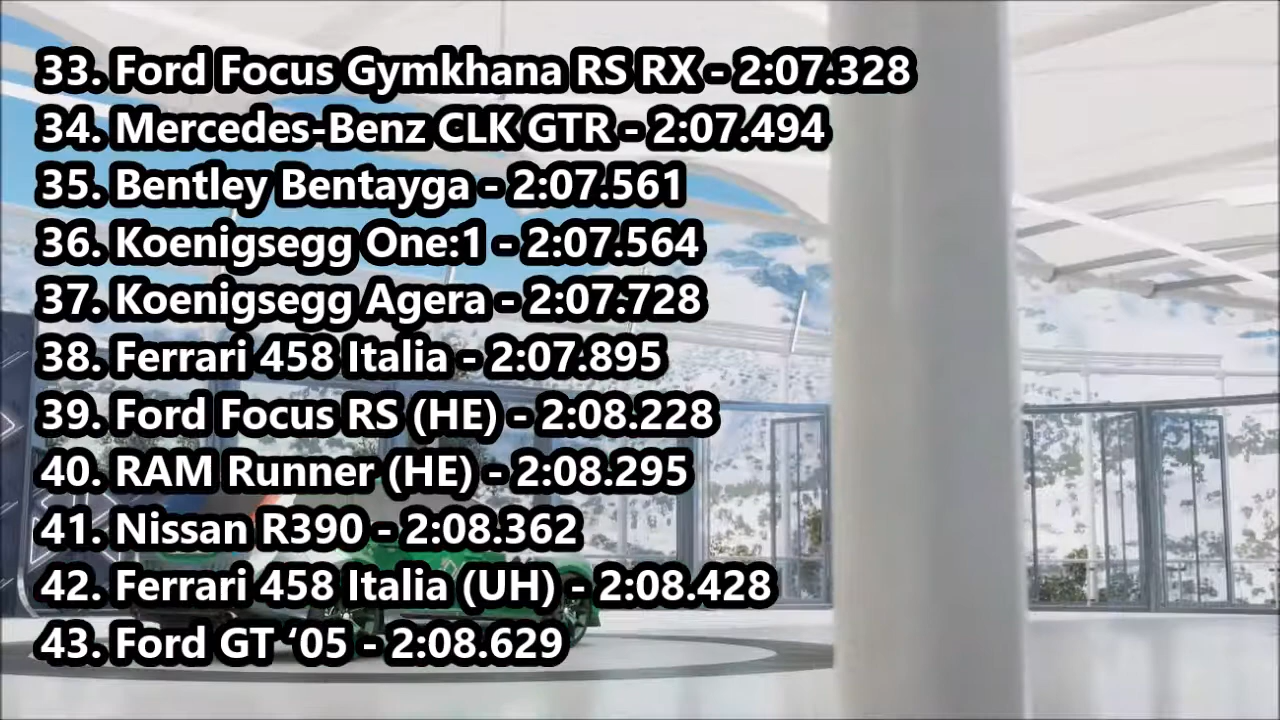 33. Ford Focus Gymkhana RS RX - 2:07.328
34. Mercedes-Benz CLK GTR - 2:07.494
35. Bentley Bentayga - 2:07.561
36. Koenigsegg One:1 - 2:07.564
37. Koenigsegg Agera - 2:07.728
38. Ferrari 458 Italia - 2:07.895
39. Ford Focus RS (HE) - 2:08.228
40. RAM Runner (HE) - 2:08.295
41. Nissan R390 - 2:08.362
42. Ferrari 458 Italia (UH) - 2:08.428
43. Ford GT ‘05 - 2:08.629